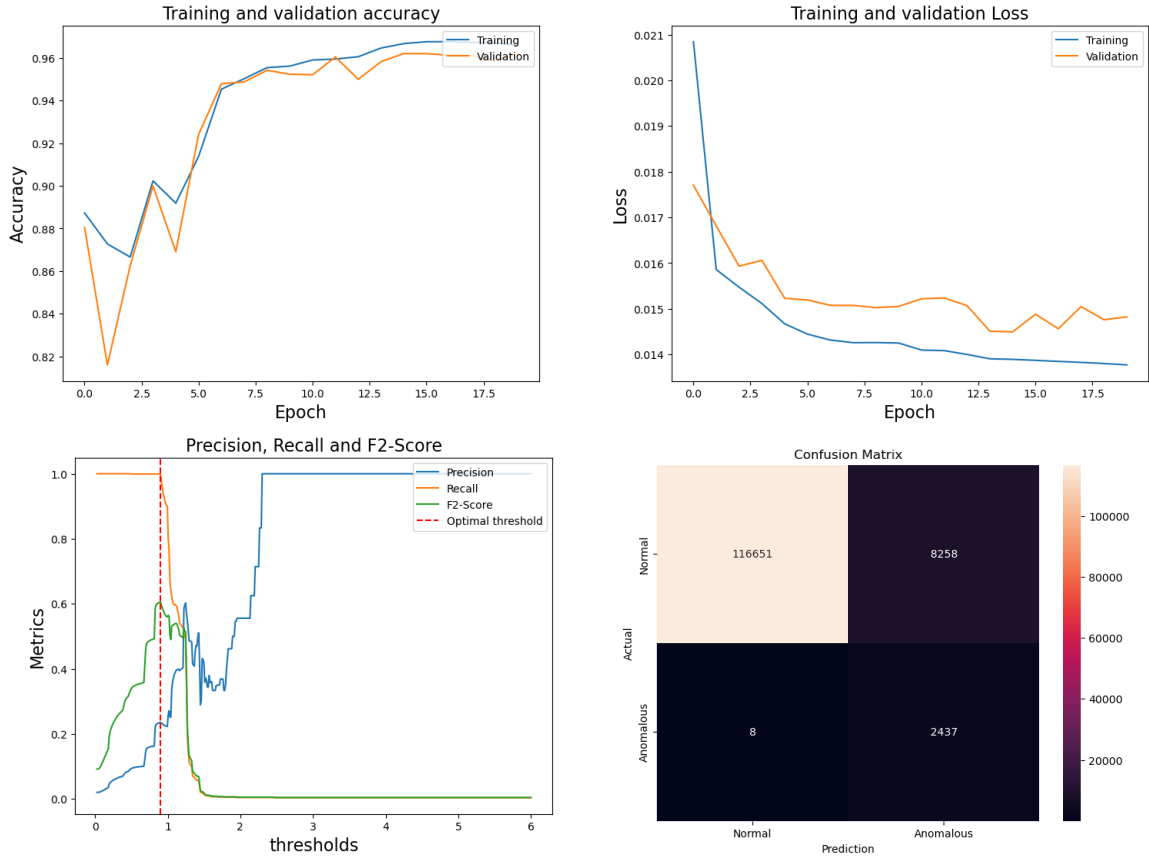 Training and validation accuracy
Training
Validation
0.96
0.94
0.92
0.90
0.88
0.86
0.84
0.82
Accuracy
0.0 2.5 5.0 7.5 10.0 12.5 15.0 17.5
Epoch
Training and validation Loss
Training
Validation
0.021
0.020
0.019
0.018
0.017
0.016
0.015
0.014
Loss
0.0 2.5 5.0 7.5 10.0 12.5 15.0 17.5
Epoch
Precision, Recall and F2-Score
Precision
Recall
F2-Score
Optimal threshold
1.0
0.8
0.6
0.4
0.2
0.0
Metrics
0 1 2 3 4 5 6
thresholds
Confusion Matrix
Normal
116651 8258
Actual
Anomalous
8 2437
Normal Anomalous
Prediction
100000
80000
60000
40000
20000